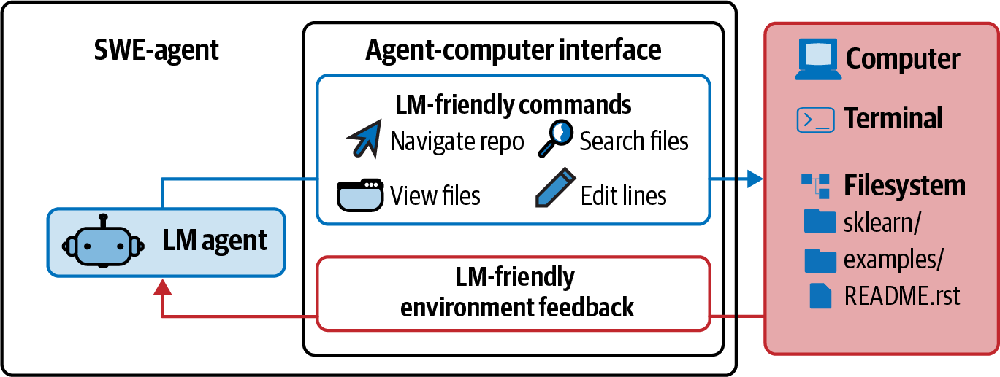 SWE-agent
Agent-computer interface
LM-friendly commands
Navigate repo
Search files
View files
Edit lines
LM agent
LM-friendly
environment feedback
Computer
Terminal
Filesystem
sklearn/
examples/
README.rst